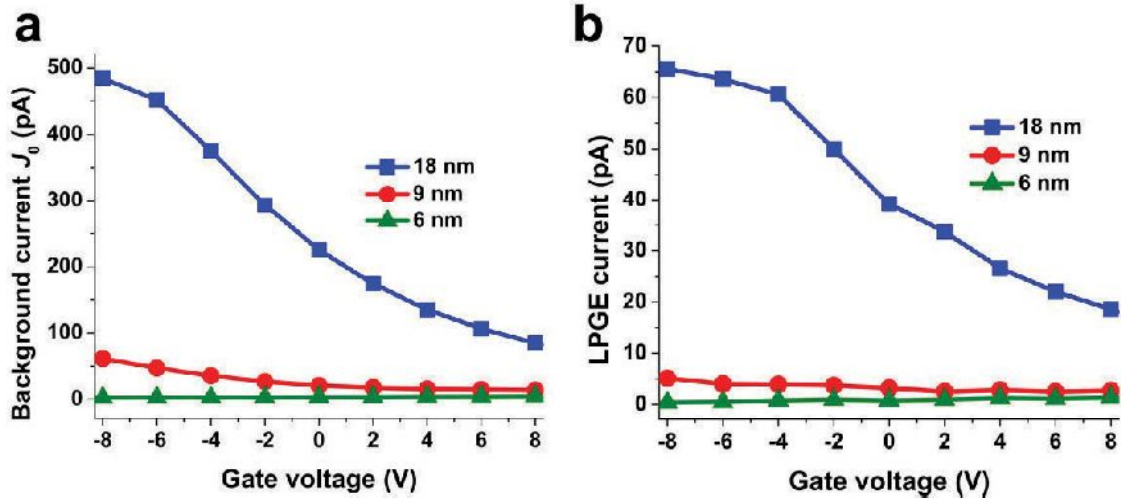 a
Background current J₀ (pA)
500
400
300
200
100
0
18 nm
9 nm
6 nm
-8 -6 -4 -2 0 2 4 6 8
Gate voltage (V)
b
LPGE current (pA)
70
60
50
40
30
20
10
0
18 nm
9 nm
6 nm
-8 -6 -4 -2 0 2 4 6 8
Gate voltage (V)